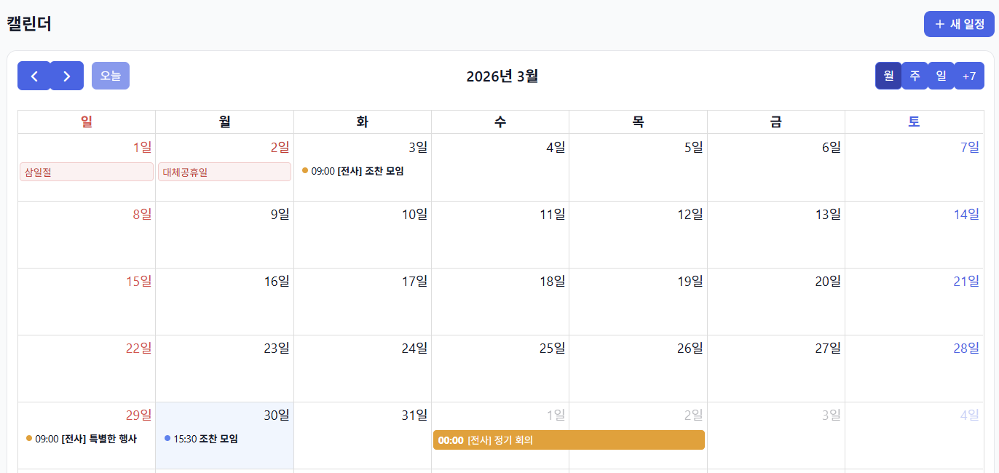 캘린더
+ 새 일정
오늘
2026년 3월
월 주 일 +7
일 월 화 수 목 금 토
1일 2일 3일 4일 5일 6일 7일
삼일절 대체공휴일 09:00 [전사] 조찬 모임
8일 9일 10일 11일 12일 13일 14일
15일 16일 17일 18일 19일 20일 21일
22일 23일 24일 25일 26일 27일 28일
29일 30일 31일 1일 2일 3일 4일
09:00 [전사] 특별한 행사 15:30 조찬 모임 00:00 [전사] 정기 회의